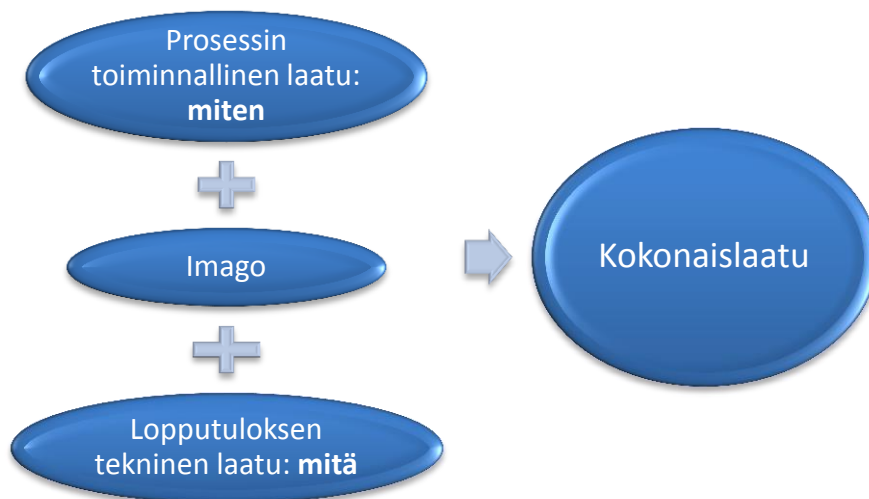 Prosessin
toiminnallinen laatu:
miten
Imago
Kokonaislaatu
Lopputuloksen
tekninen laatu: mitä